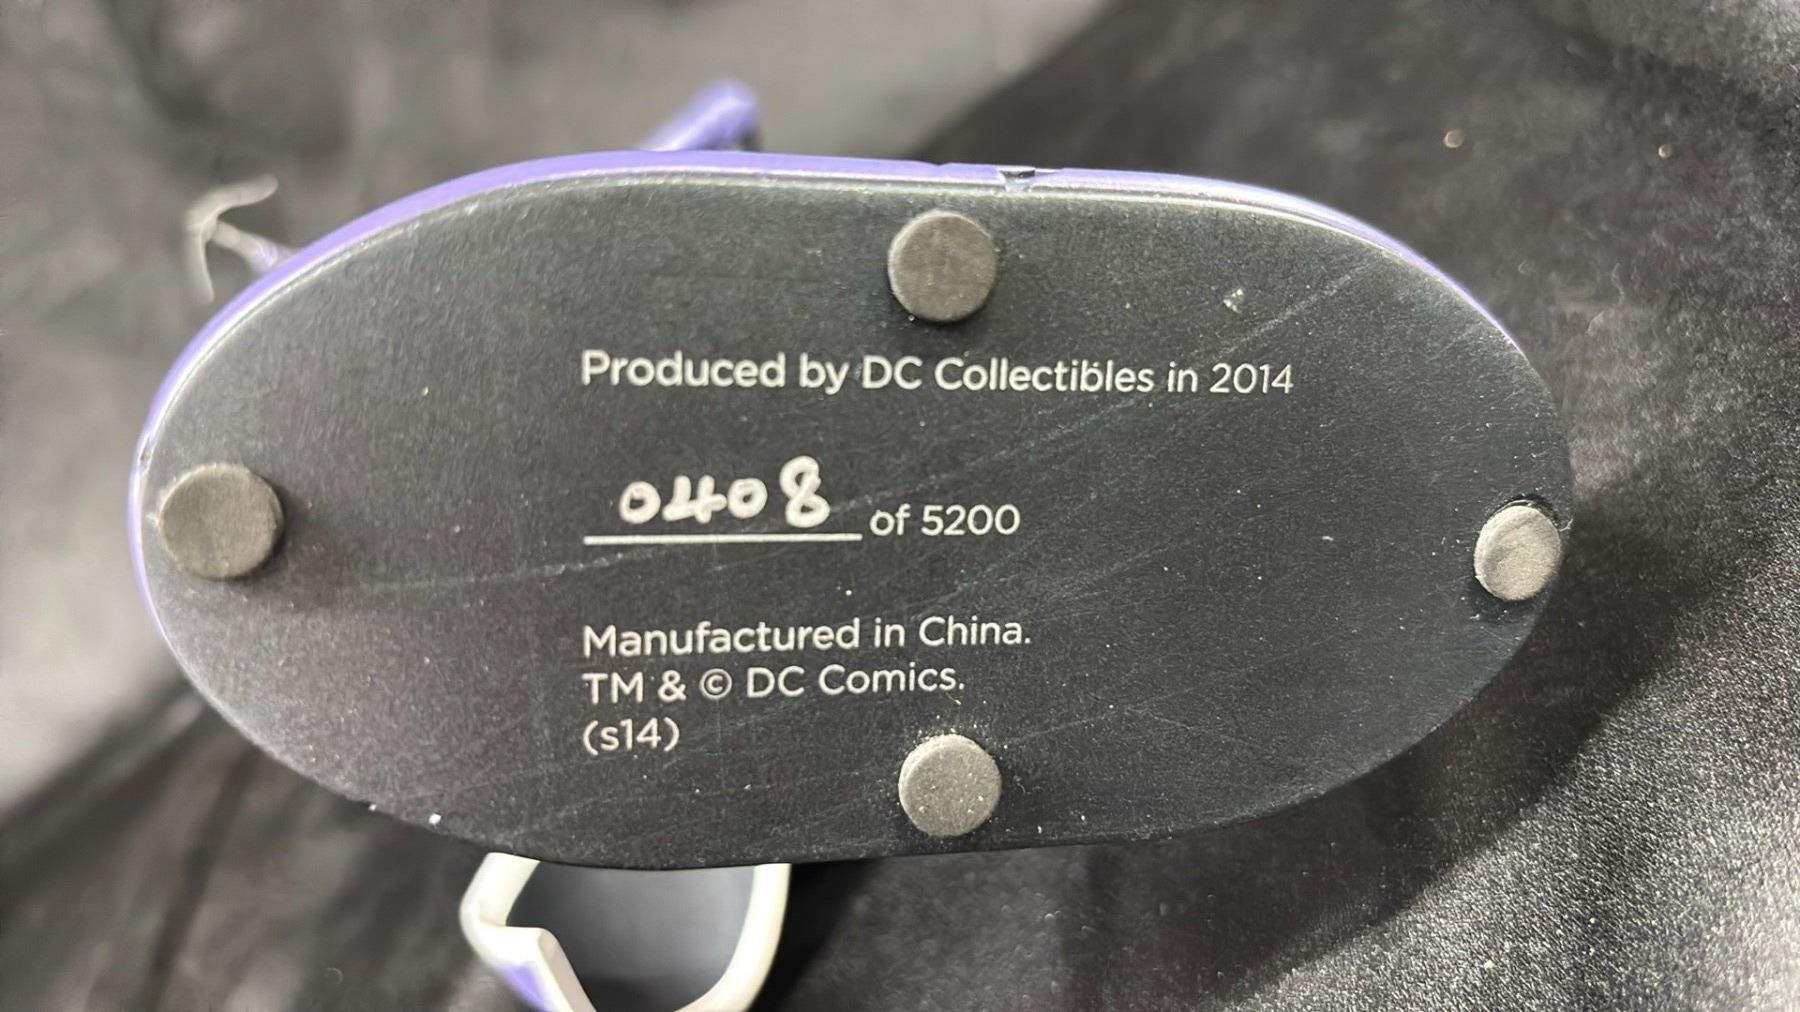 Produced by DC Collectibles in 2014
0408 of 5200
Manufactured in China.
TM & © DC Comics.
(s14)